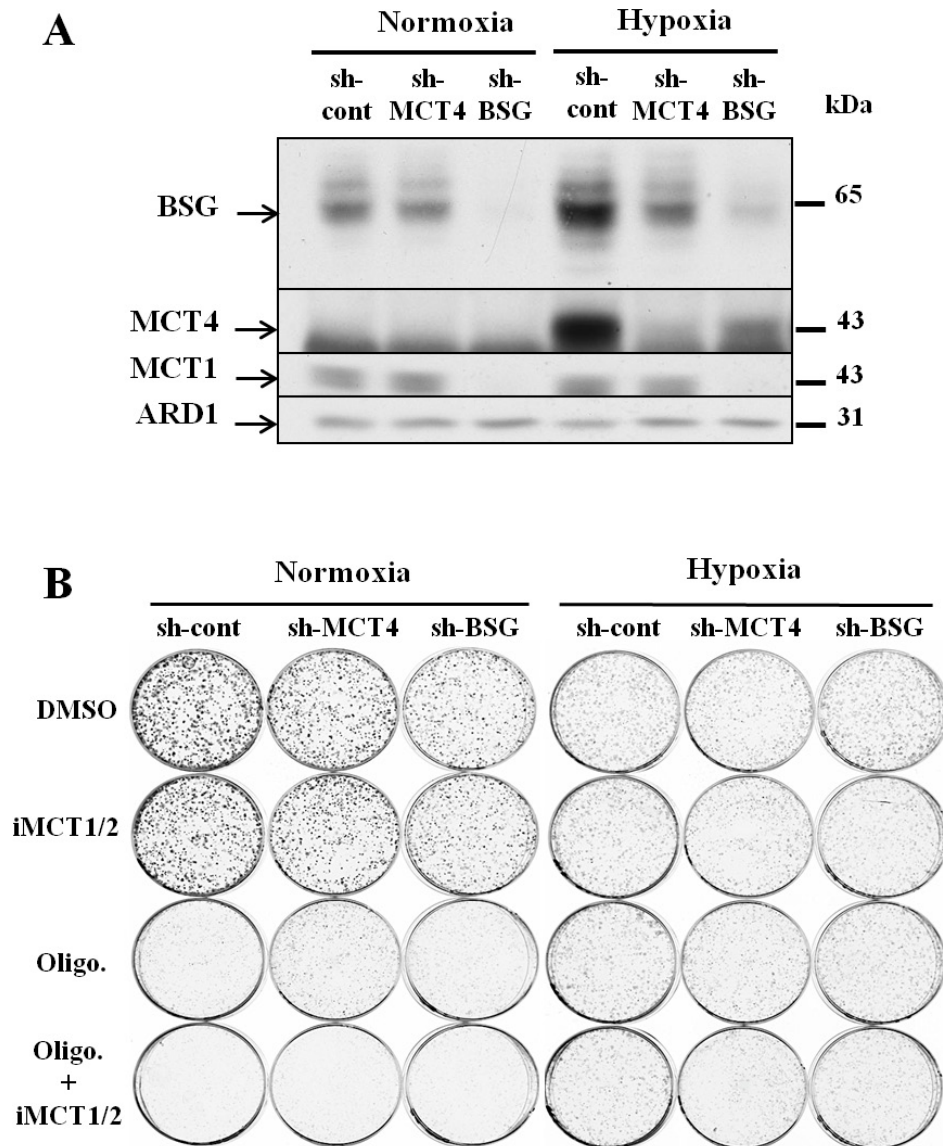 A
Normoxia Hypoxia
sh-cont sh-MCT4 sh-BSG sh-cont sh-MCT4 sh-BSG kDa
BSG 65
MCT4 43
MCT1 43
ARD1 31
B
Normoxia Hypoxia
sh-cont sh-MCT4 sh-BSG sh-cont sh-MCT4 sh-BSG
DMSO
iMCT1/2
Oligo.
Oligo.
+
iMCT1/2